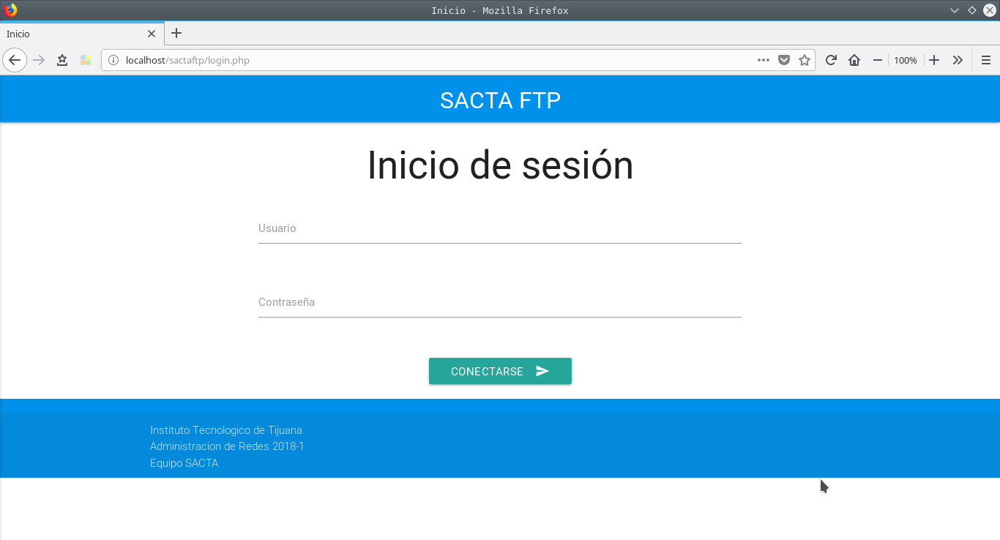 Inicio - Mozilla Firefox
Inicio
localhost/sactaftp/login.php
100%
SACTA FTP
Inicio de sesión
Usuario
Contraseña
CONECTARSE
Instituto Tecnologico de Tijuana
Administracion de Redes 2018-1
Equipo SACTA